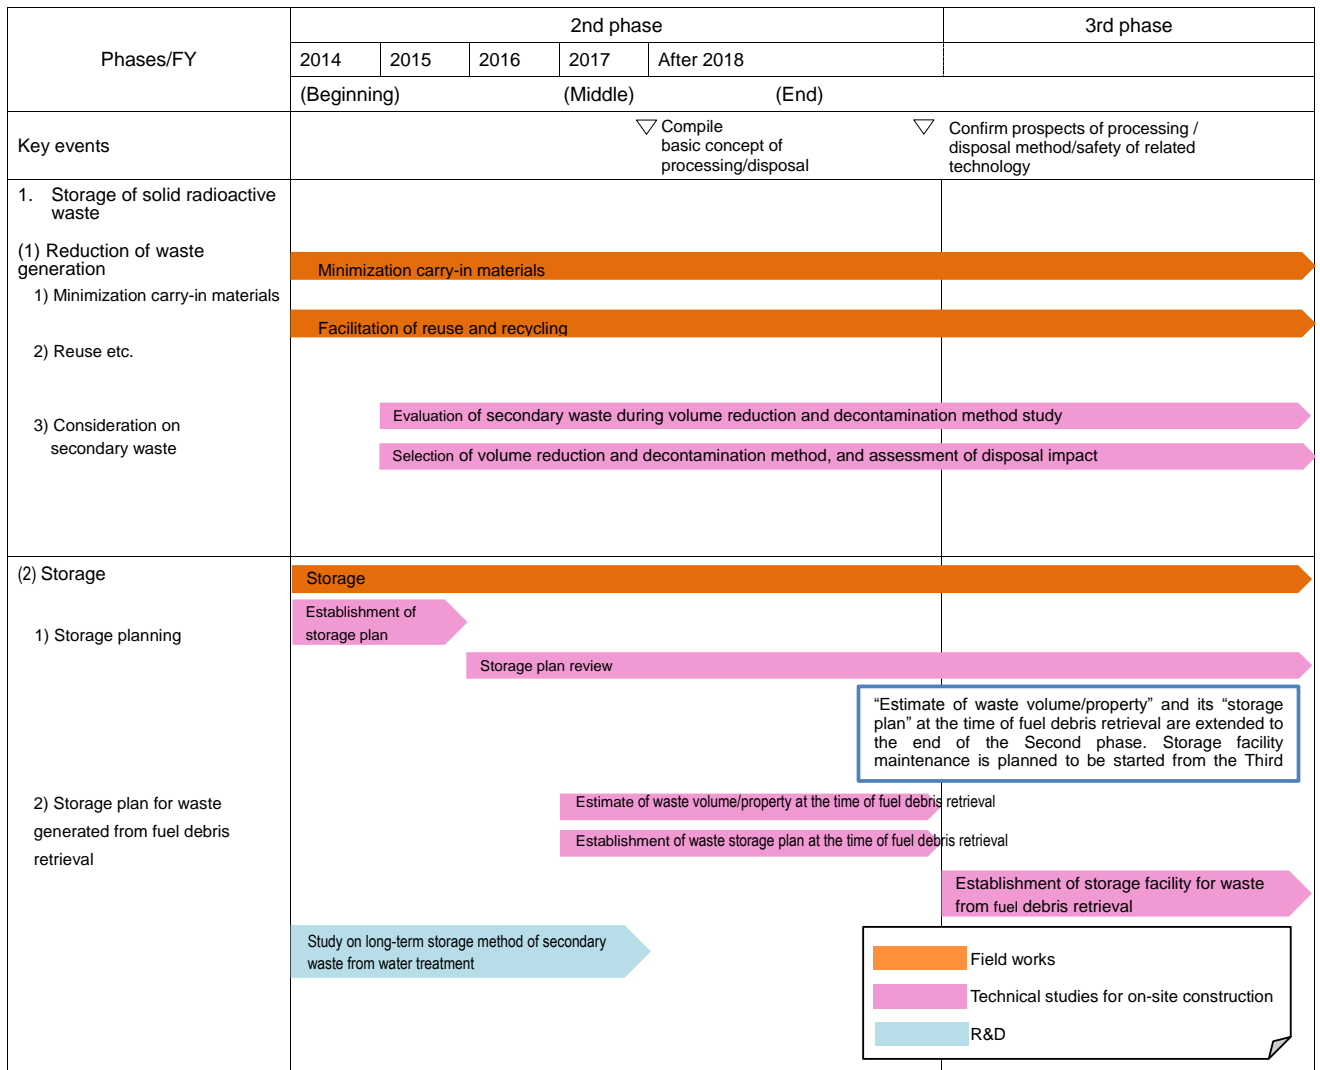 Phases/FY
2nd phase
3rd phase
2014
2015
2016
2017
After 2018
(Beginning)
(Middle)
(End)
Key events
Compile
basic concept of
processing/disposal
Confirm prospects of processing /
disposal method/safety of related
technology
1. Storage of solid radioactive
waste
(1) Reduction of waste
generation
Minimization carry-in materials
1) Minimization carry-in materials
Facilitation of reuse and recycling
2) Reuse etc.
Evaluation of secondary waste during volume reduction and decontamination method study
3) Consideration on
secondary waste
Selection of volume reduction and decontamination method, and assessment of disposal impact
(2) Storage
Storage
Establishment of
storage plan
1) Storage planning
Storage plan review
“Estimate of waste volume/property” and its “storage
plan” at the time of fuel debris retrieval are extended to
the end of the Second phase. Storage facility
maintenance is planned to be started from the Third
2) Storage plan for waste
generated from fuel debris
retrieval
Estimate of waste volume/property at the time of fuel debris retrieval
Establishment of waste storage plan at the time of fuel debris retrieval
Establishment of storage facility for waste
from fuel debris retrieval
Study on long-term storage method of secondary
waste from water treatment
Field works
Technical studies for on-site construction
R&D